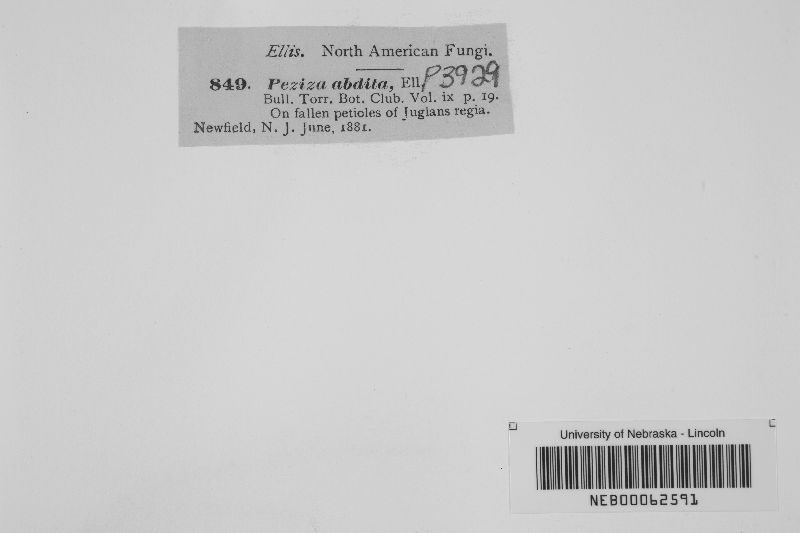 Ellis. North American Fungi.
849. Peziza abdita, Ell. P3929
Bull. Torr. Bot. Club. Vol. ix p. 19.
On fallen petioles of Juglans regia.
Newfield, N. J. June, 1881.
University of Nebraska - Lincoln
NEB00062591